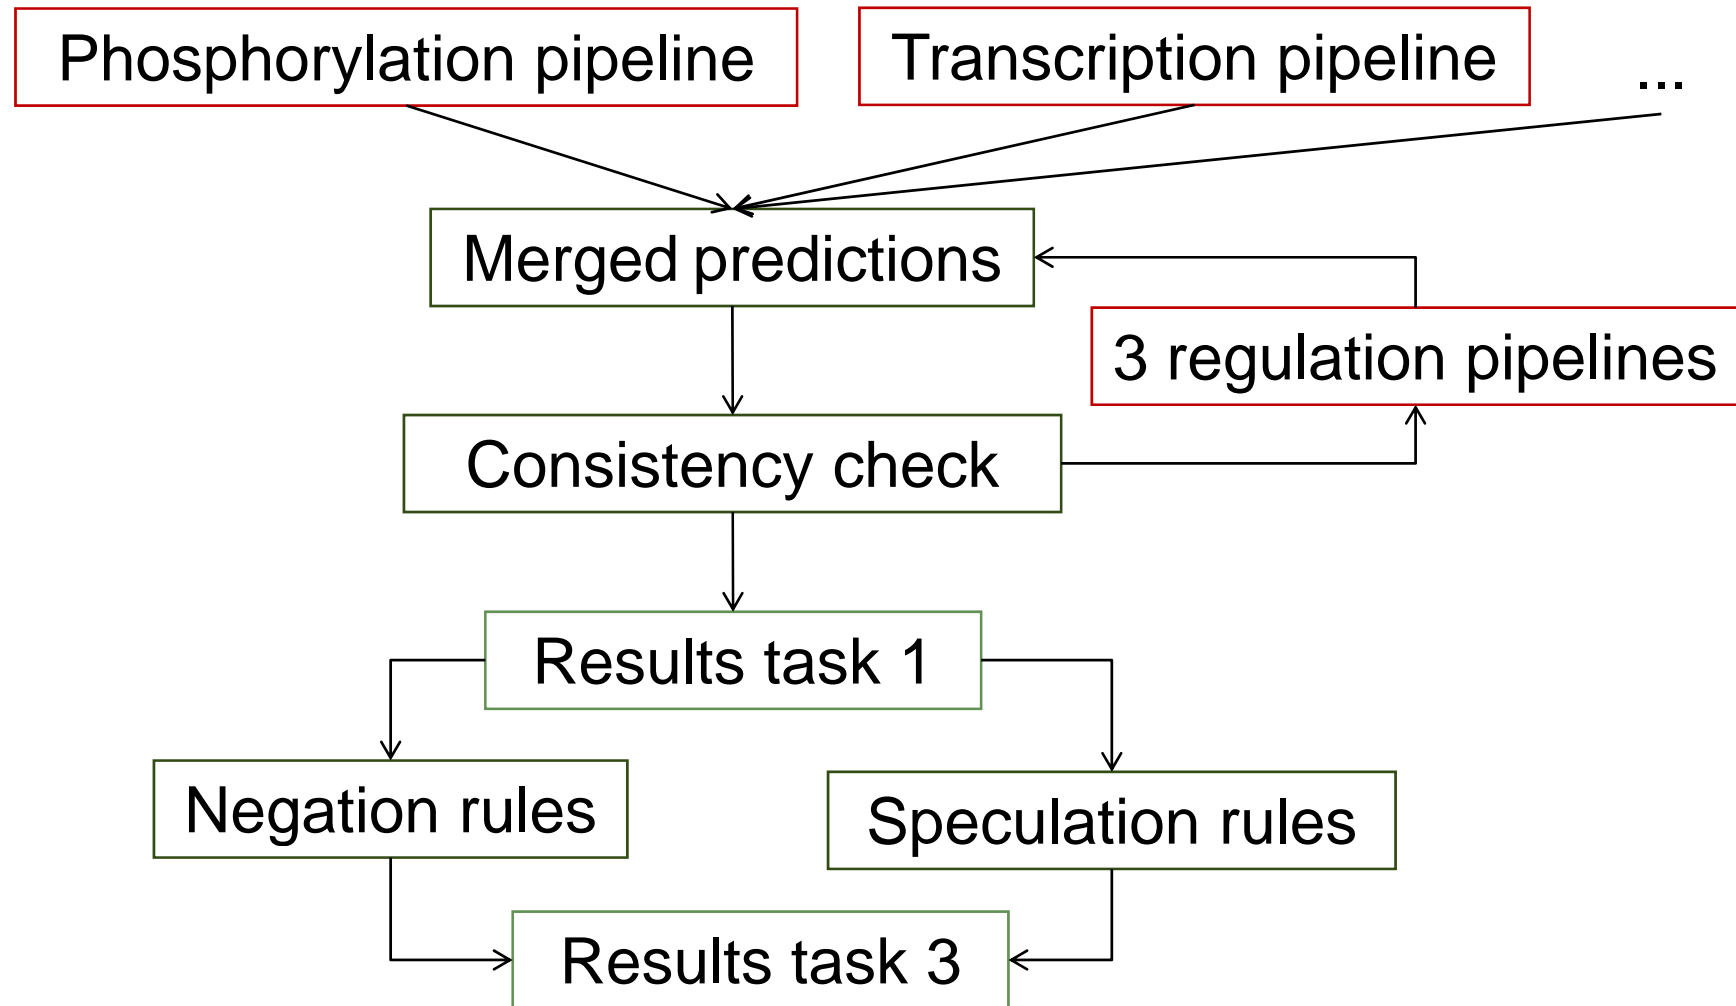 Phosphorylation pipeline
Transcription pipeline
...
Merged predictions
3 regulation pipelines
Consistency check
Results task 1
Negation rules
Speculation rules
Results task 3